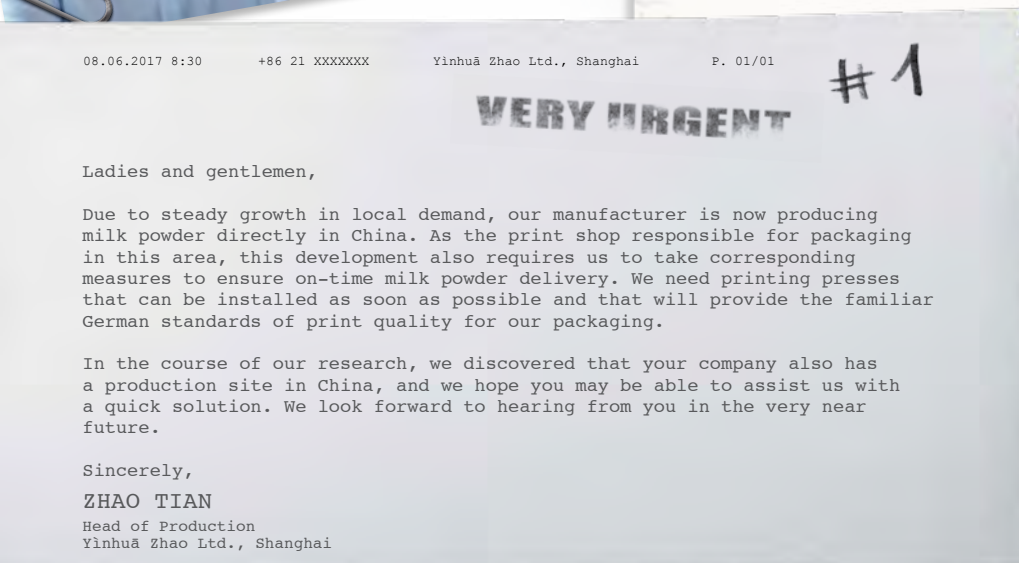 08.06.2017 8:30 +86 21 XXXXXXX Yìnhuā Zhao Ltd., Shanghai P. 01/01
#1
VERY URGENT
Ladies and gentlemen,
Due to steady growth in local demand, our manufacturer is now producing
milk powder directly in China. As the print shop responsible for packaging
in this area, this development also requires us to take corresponding
measures to ensure on-time milk powder delivery. We need printing presses
that can be installed as soon as possible and that will provide the familiar
German standards of print quality for our packaging.
In the course of our research, we discovered that your company also has
a production site in China, and we hope you may be able to assist us with
a quick solution. We look forward to hearing from you in the very near
future.
Sincerely,
ZHAO TIAN
Head of Production
Yìnhuā Zhao Ltd., Shanghai